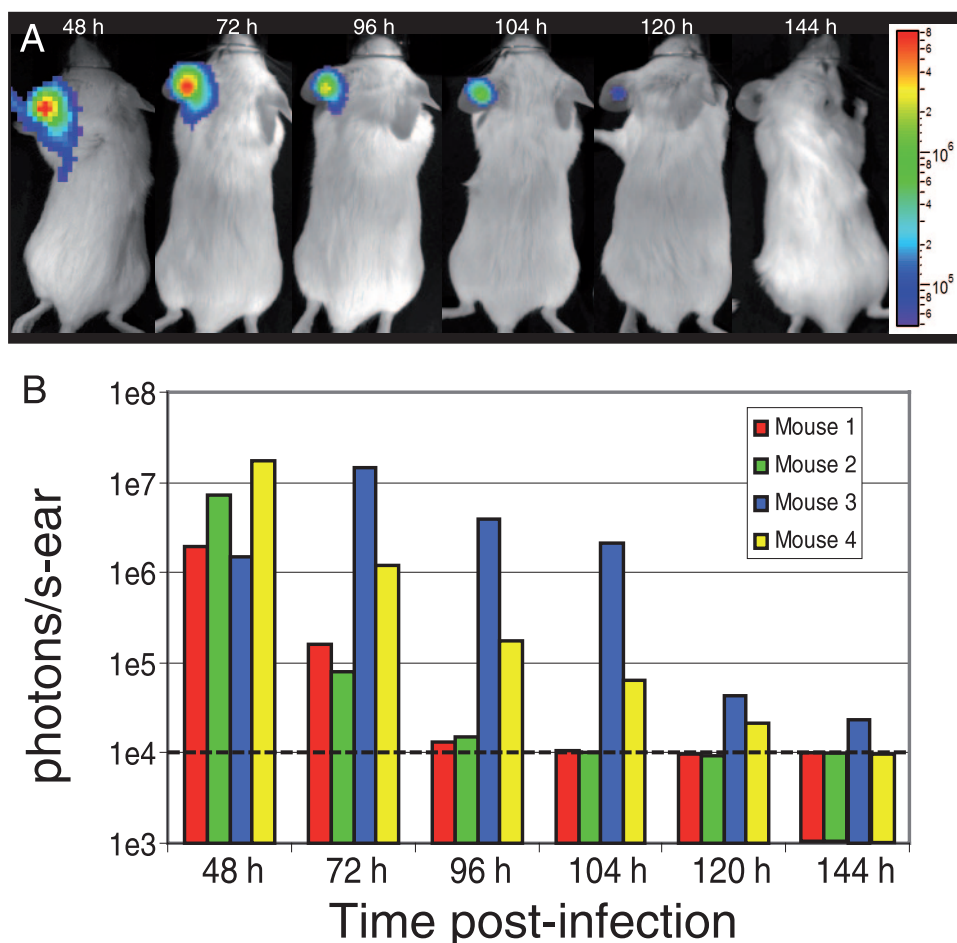 A
48 h 72 h 96 h 104 h 120 h 144 h
8
6
4
2
10^6
8
6
4
2
10^5
8
6
B
photons/s-ear
1e8
1e7
1e6
1e5
1e4
1e3
Mouse 1
Mouse 2
Mouse 3
Mouse 4
48 h 72 h 96 h 104 h 120 h 144 h
Time post-infection